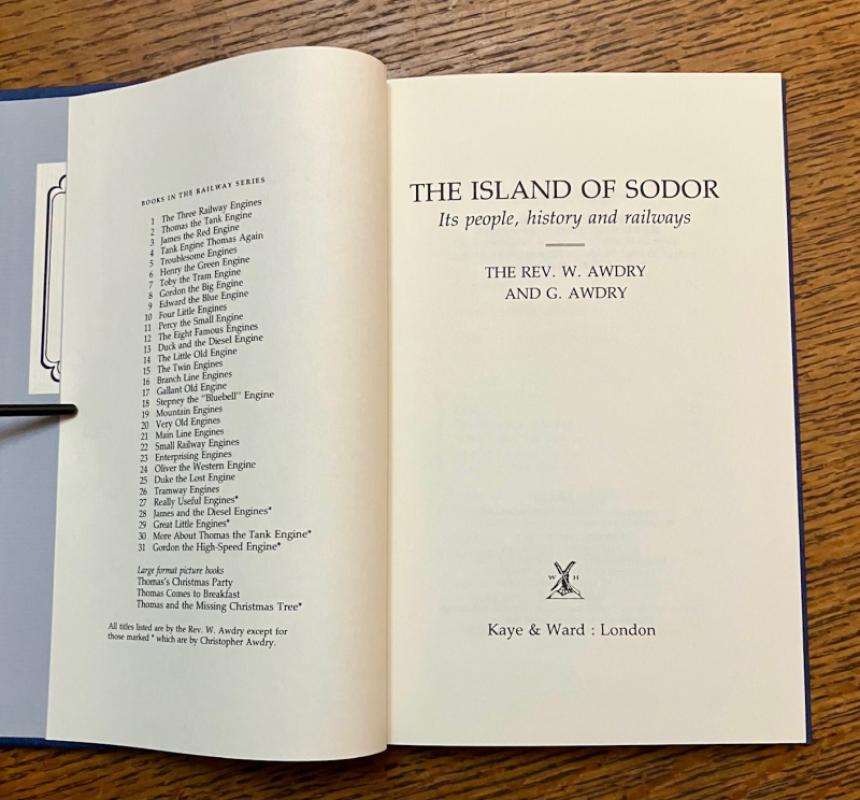 BOOKS IN THE RAILWAY SERIES
1 The Three Railway Engines
2 Thomas the Tank Engine
3 James the Red Engine
4 Tank Engine Thomas Again
5 Troublesome Engines
6 Henry the Green Engine
7 Toby the Tram Engine
8 Gordon the Big Engine
9 Edward the Blue Engine
10 Four Little Engines
11 Percy the Small Engine
12 The Eight Famous Engines
13 Duck and the Diesel Engine
14 The Little Old Engine
15 The Twin Engines
16 Branch Line Engines
17 Gallant Old Engine
18 Stepney the "Bluebell" Engine
19 Mountain Engines
20 Very Old Engines
21 Main Line Engines
22 Small Railway Engines
23 Enterprising Engines
24 Oliver the Western Engine
25 Duke the Lost Engine
26 Tramway Engines
27 Really Useful Engines*
28 James and the Diesel Engines*
29 Great Little Engines*
30 More About Thomas the Tank Engine*
31 Gordon the High-Speed Engine*
Large format picture books
Thomas's Christmas Party
Thomas Comes to Breakfast
Thomas and the Missing Christmas Tree*
All titles listed are by the Rev. W. Awdry except for
those marked * which are by Christopher Awdry.
THE ISLAND OF SODOR
Its people, history and railways
THE REV. W. AWDRY
AND G. AWDRY
W H
Kaye & Ward : London